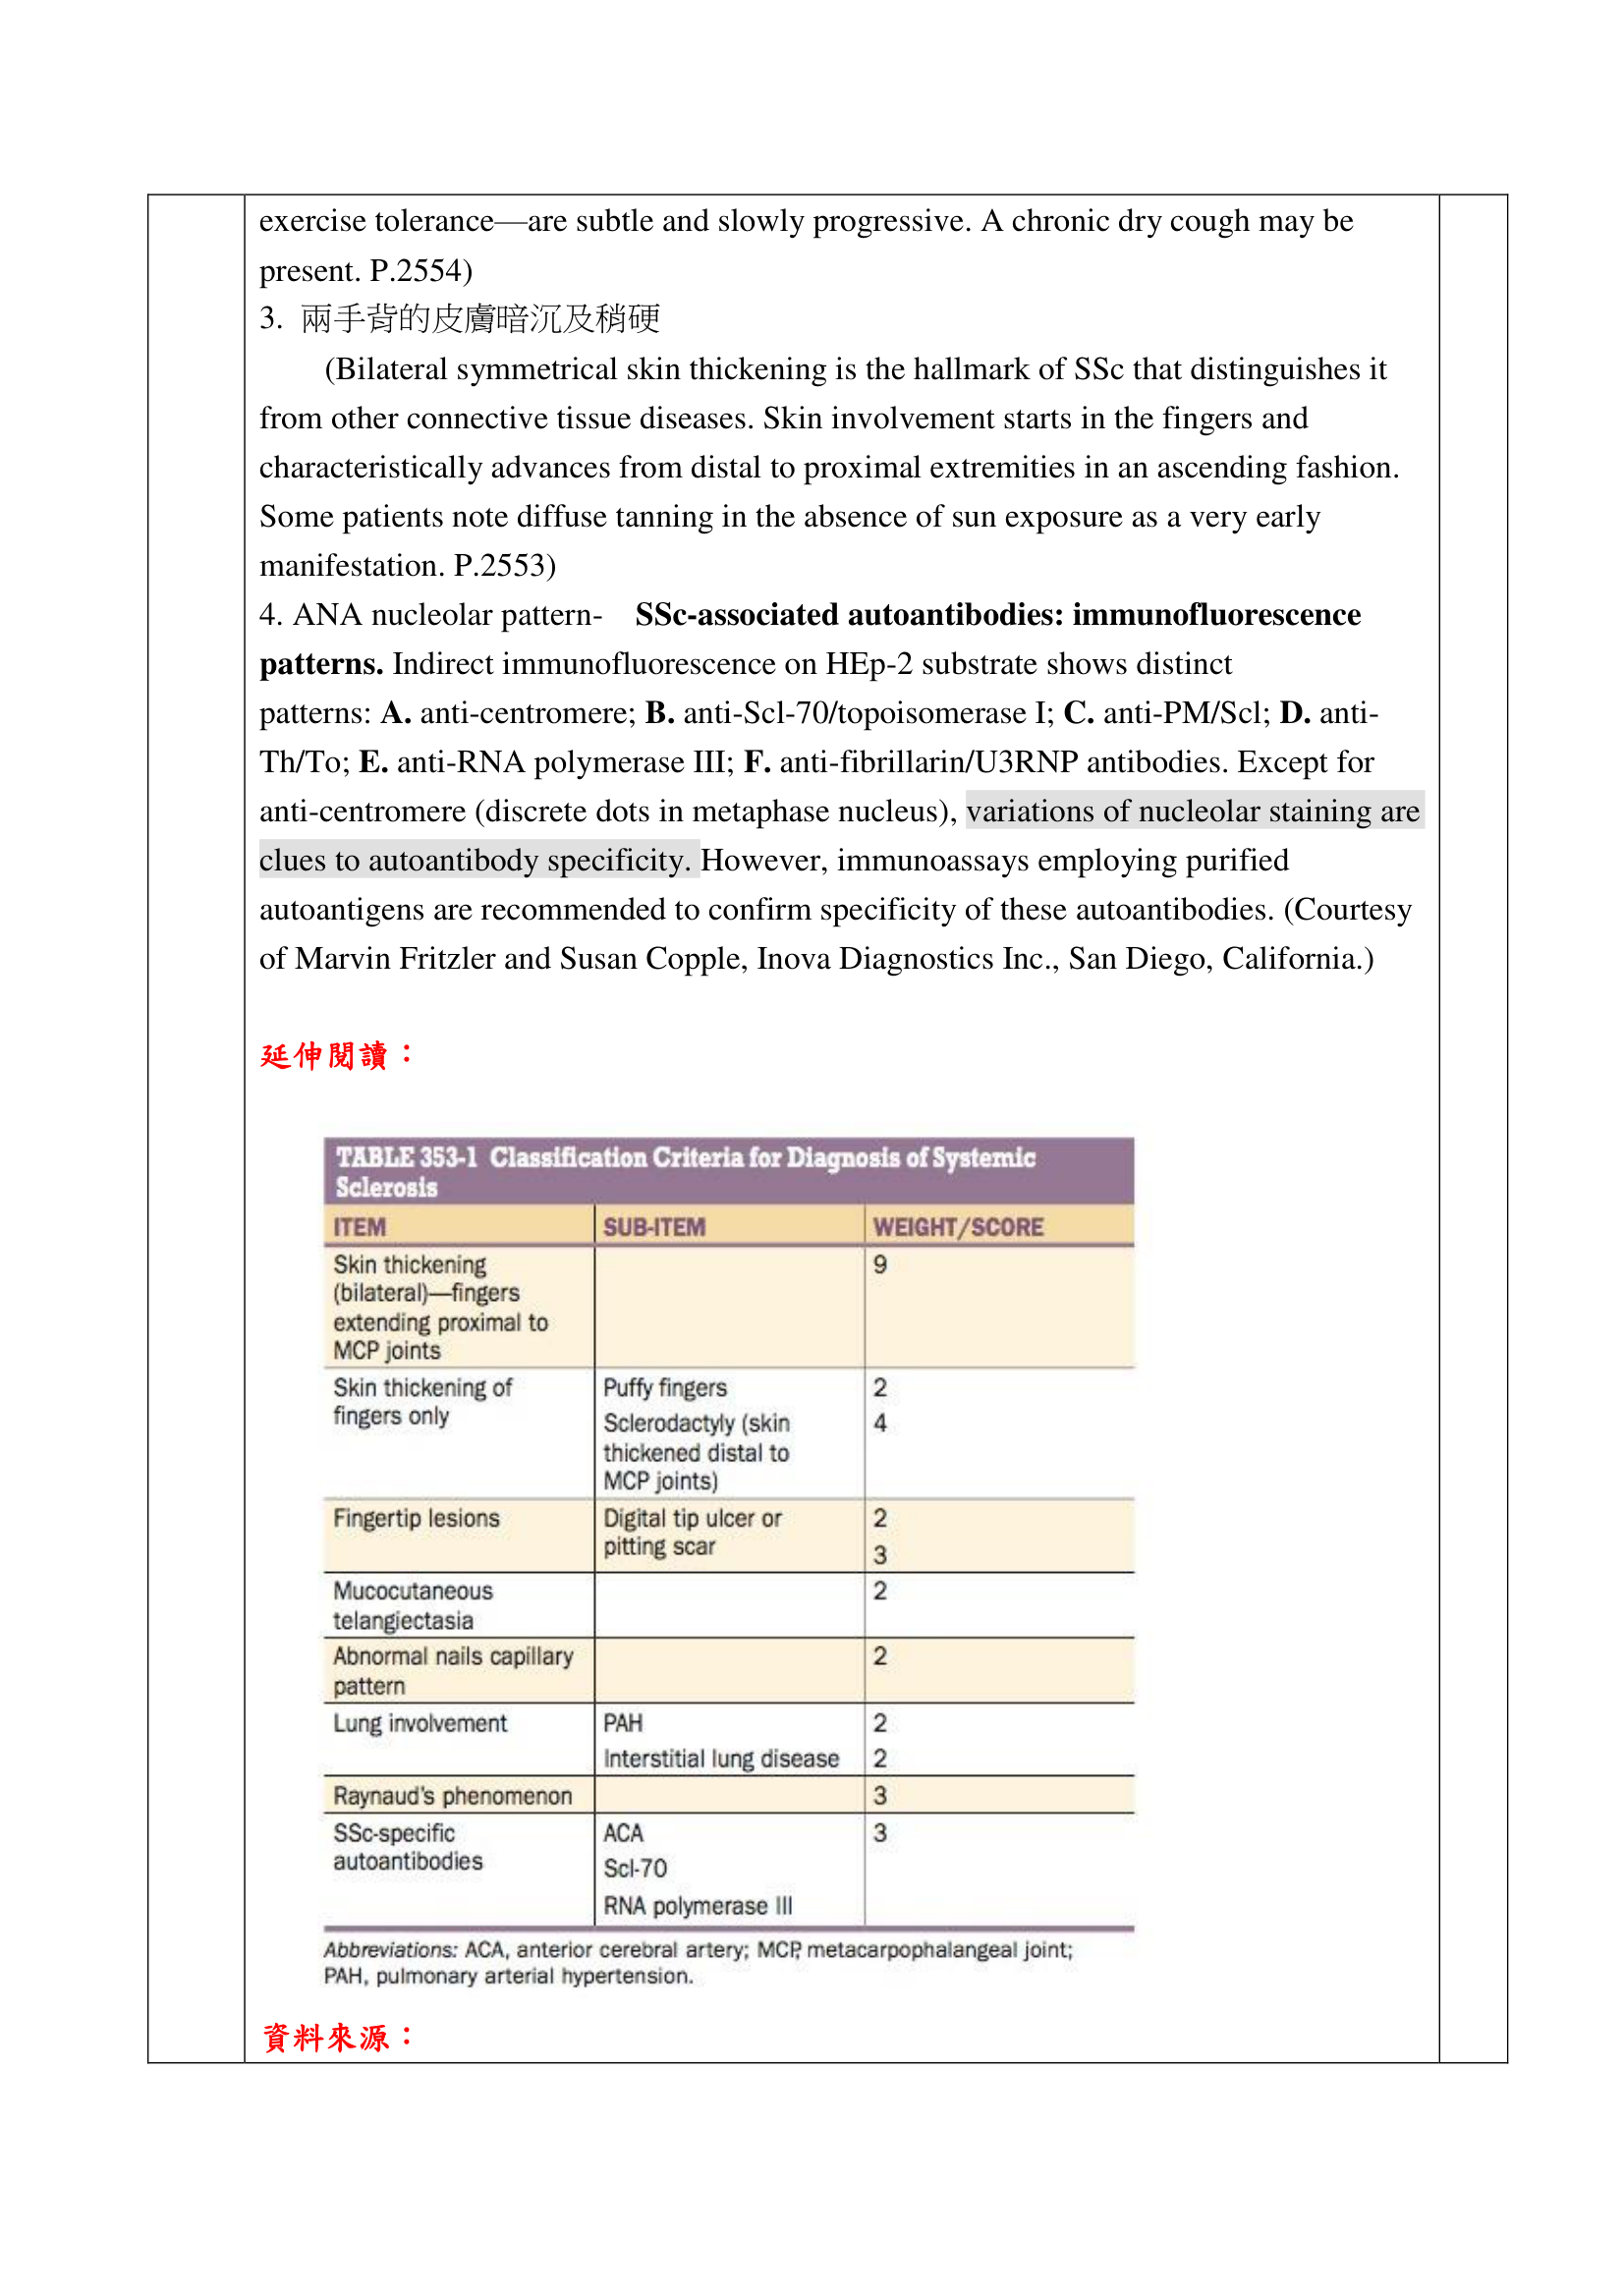 exercise tolerance—are subtle and slowly progressive. A chronic dry cough may be
present. P.2554)
3. 兩手背的皮膚暗沉及稍硬
(Bilateral symmetrical skin thickening is the hallmark of SSc that distinguishes it
from other connective tissue diseases. Skin involvement starts in the fingers and
characteristically advances from distal to proximal extremities in an ascending fashion.
Some patients note diffuse tanning in the absence of sun exposure as a very early
manifestation. P.2553)
4. ANA nucleolar pattern- SSc-associated autoantibodies: immunofluorescence
patterns. Indirect immunofluorescence on HEp-2 substrate shows distinct
patterns: A. anti-centromere; B. anti-Scl-70/topoisomerase I; C. anti-PM/Scl; D. anti-
Th/To; E. anti-RNA polymerase III; F. anti-fibrillarin/U3RNP antibodies. Except for
anti-centromere (discrete dots in metaphase nucleus), variations of nucleolar staining are
clues to autoantibody specificity. However, immunoassays employing purified
autoantigens are recommended to confirm specificity of these autoantibodies. (Courtesy
of Marvin Fritzler and Susan Copple, Inova Diagnostics Inc., San Diego, California.)
延伸閱讀：
TABLE 353-1 Classification Criteria for Diagnosis of Systemic
Sclerosis
ITEM SUB-ITEM WEIGHT/SCORE
Skin thickening 9
(bilateral)—fingers
extending proximal to
MCP joints
Skin thickening of Puffy fingers 2
fingers only Sclerodactyly (skin 4
thickened distal to
MCP joints)
Fingertip lesions Digital tip ulcer or 2
pitting scar 3
Mucocutaneous 2
telangiectasia
Abnormal nails capillary 2
pattern
Lung involvement PAH 2
Interstitial lung disease 2
Raynaud's phenomenon 3
SSc-specific ACA 3
autoantibodies Scl-70
RNA polymerase III
Abbreviations: ACA, anterior cerebral artery; MCP, metacarpophalangeal joint;
PAH, pulmonary arterial hypertension.
資料來源：